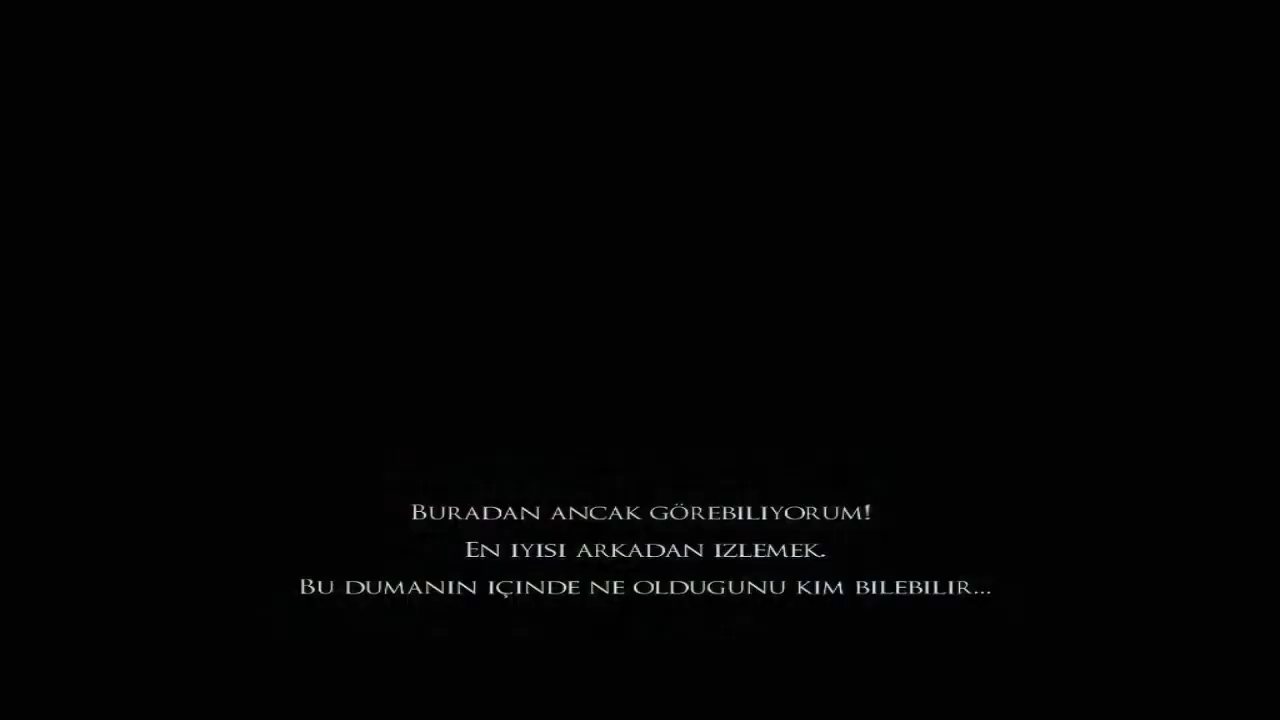 Buradan ancak görebiliyorum!
En iyisi arkadan izlemek.
Bu dumanin içinde ne oldugunu kim bilebilir...